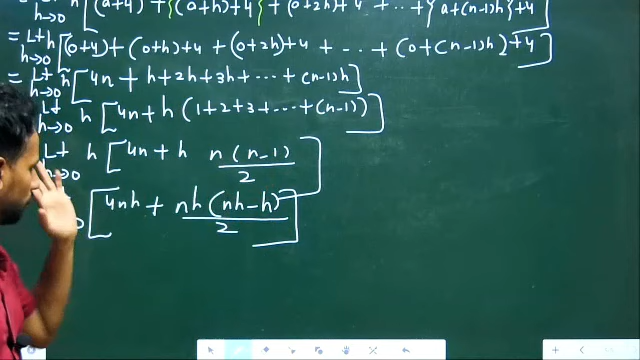 h→0 [(a+4) + {(a+h)+4} + (a+2h)+4 + ... + {a+(n-1)h}+4]
= Lt h→0 h [(0+4) + (0+h)+4 + (0+2h)+4 + ... + (0+(n-1)h)+4]
= Lt h→0 h [4n + h + 2h + 3h + ... + (n-1)h]
Lt h→0 h [4n + h (1+2+3+...+(n-1))]
Lt h→0 h [4n + h n(n-1)/2]
[4nh + nh(nh-h)/2]